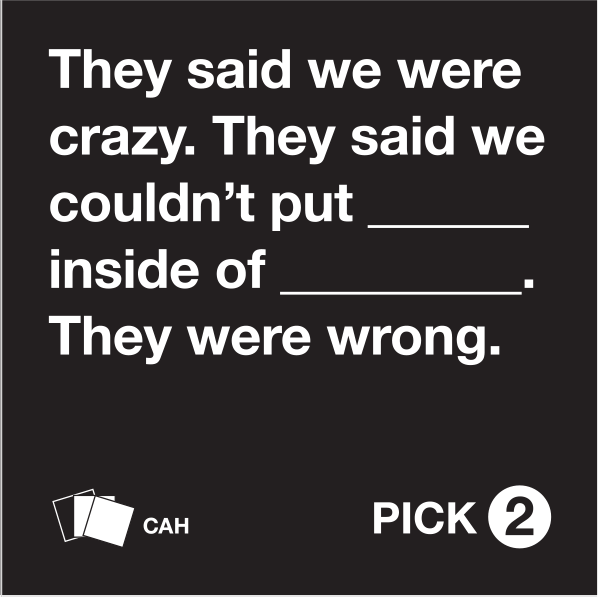 They said we were
crazy. They said we
couldn’t put ______
inside of _________.
They were wrong.
CAH
PICK 2